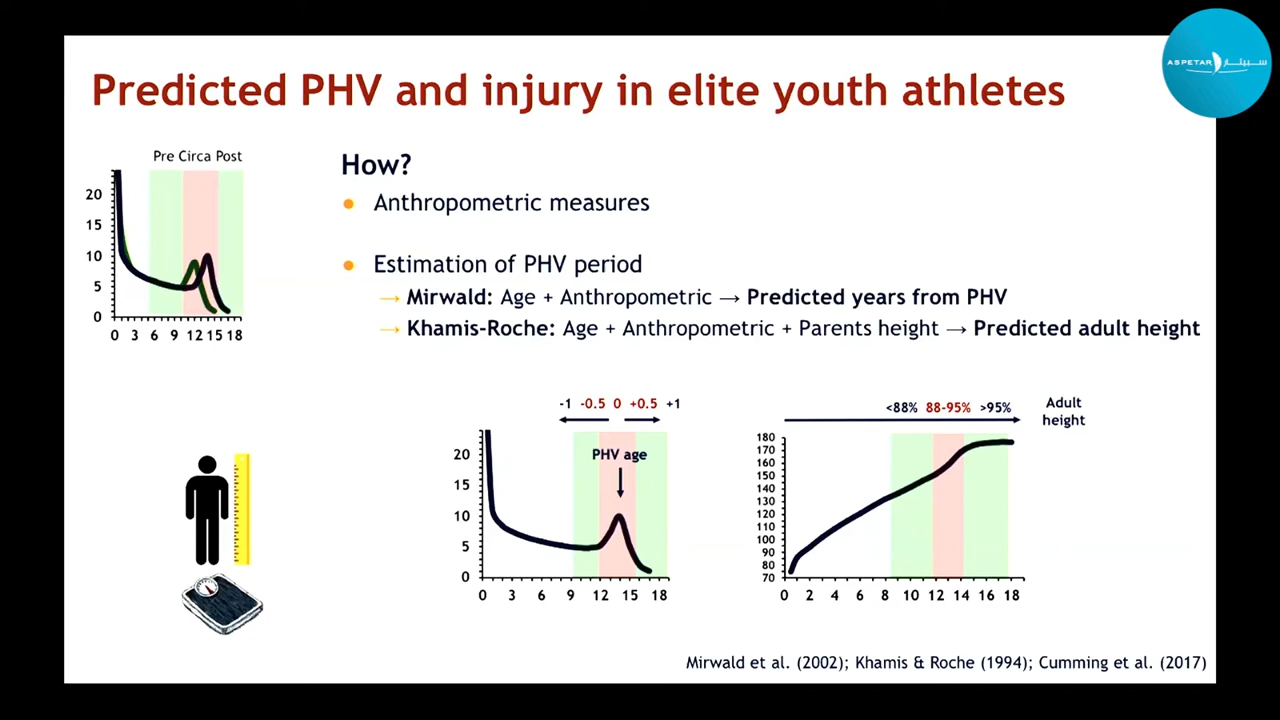 ASPETAR سبيتار
Predicted PHV and injury in elite youth athletes
Pre Circa Post
20
15
10
5
0
0 3 6 9 12 15 18
How?
● Anthropometric measures
● Estimation of PHV period
→ Mirwald: Age + Anthropometric → Predicted years from PHV
→ Khamis-Roche: Age + Anthropometric + Parents height → Predicted adult height
-1 -0.5 0 +0.5 +1
PHV age
20
15
10
5
0
0 3 6 9 12 15 18
<88% 88-95% >95%
Adult
height
180
170
160
150
140
130
120
110
100
90
80
70
0 2 4 6 8 10 12 14 16 18
Mirwald et al. (2002); Khamis & Roche (1994); Cumming et al. (2017)